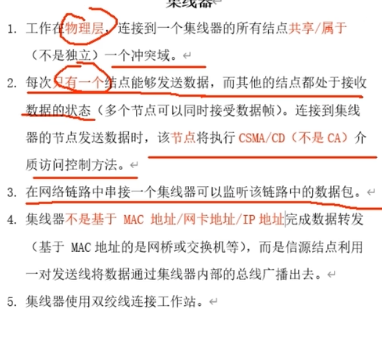 集线器
1. 工作在物理层，连接到一个集线器的所有结点共享/属于
（不是独立）一个冲突域。
2. 每次只有一个结点能够发送数据，而其他的结点都处于接收
数据的状态（多个节点可以同时接受数据帧）。连接到集线
器的节点发送数据时，该节点将执行 CSMA/CD（不是 CA）介
质访问控制方法。
3. 在网络链路中串接一个集线器可以监听该链路中的数据包。
4. 集线器不是基于 MAC 地址/网卡地址/IP 地址完成数据转发
（基于 MAC 地址的是网桥或交换机等），而是信源结点利用
一对发送线将数据通过集线器内部的总线广播出去。
5. 集线器使用双绞线连接工作站。